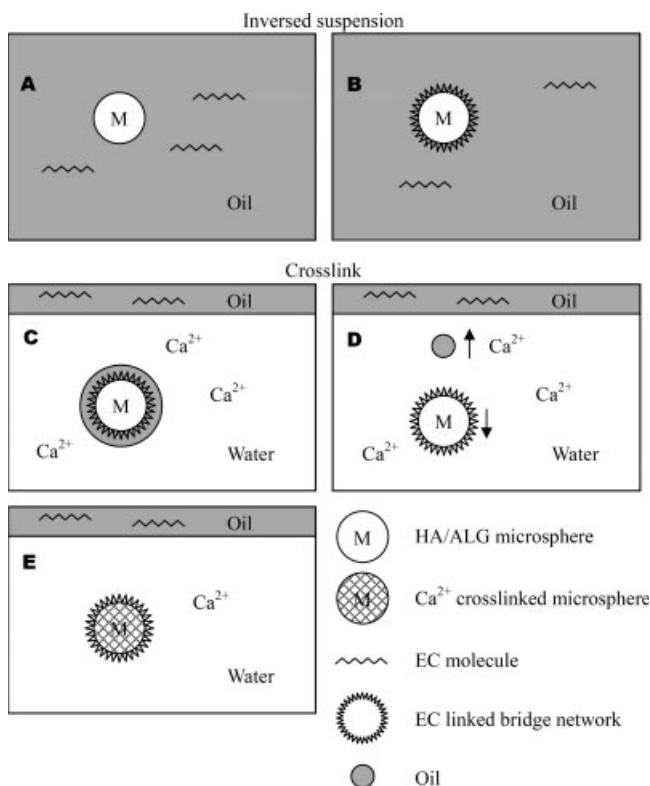 Inversed suspension
A
M
Oil
B
M
Oil
Crosslink
Oil
C
Ca²⁺
Ca²⁺
M
Ca²⁺
Water
Oil
D
Ca²⁺
Ca²⁺
M
Ca²⁺
Water
Oil
E
Ca²⁺
M
Water
M HA/ALG microsphere
M Ca²⁺ crosslinked microsphere
EC molecule
EC linked bridge network
Oil